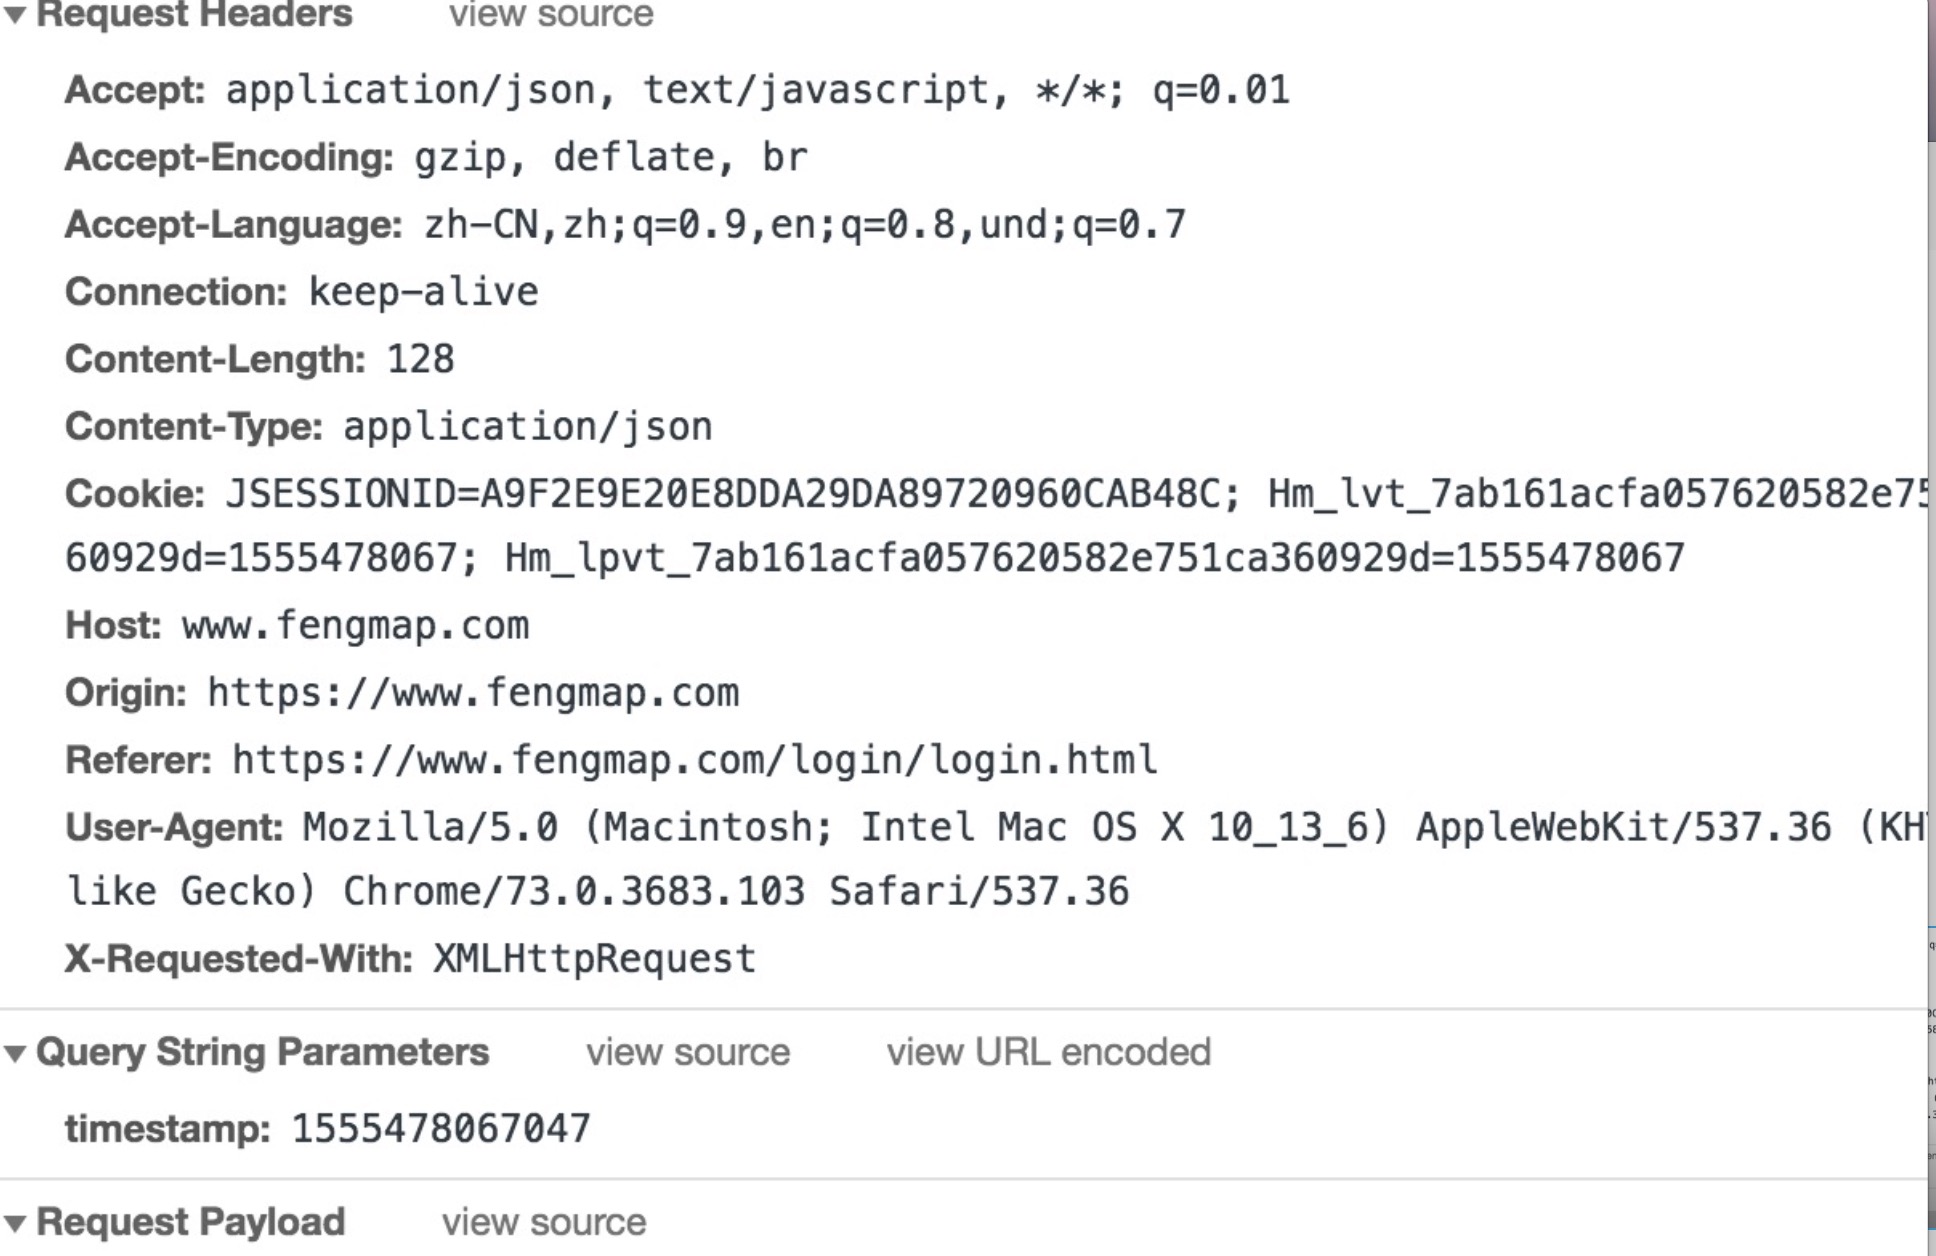 ▼ Request Headers view source
Accept: application/json, text/javascript, */*; q=0.01
Accept-Encoding: gzip, deflate, br
Accept-Language: zh-CN,zh;q=0.9,en;q=0.8,und;q=0.7
Connection: keep-alive
Content-Length: 128
Content-Type: application/json
Cookie: JSESSIONID=A9F2E9E20E8DDA29DA89720960CAB48C; Hm_lvt_7ab161acfa057620582e75
60929d=1555478067; Hm_lpvt_7ab161acfa057620582e751ca360929d=1555478067
Host: www.fengmap.com
Origin: https://www.fengmap.com
Referer: https://www.fengmap.com/login/login.html
User-Agent: Mozilla/5.0 (Macintosh; Intel Mac OS X 10_13_6) AppleWebKit/537.36 (KH
like Gecko) Chrome/73.0.3683.103 Safari/537.36
X-Requested-With: XMLHttpRequest
▼ Query String Parameters view source view URL encoded
timestamp: 1555478067047
▼ Request Payload view source